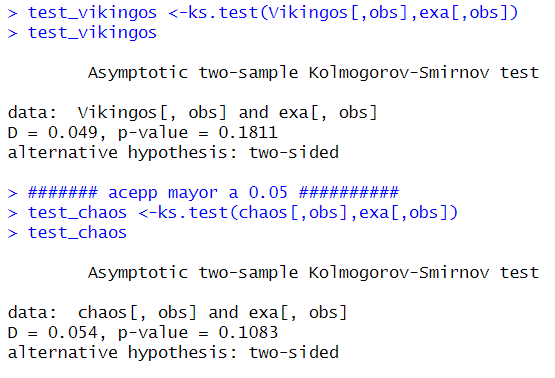 > test_vikingos <-ks.test(Vikingos[,obs],exa[,obs])
> test_vikingos
Asymptotic two-sample Kolmogorov-Smirnov test
data:  Vikingos[, obs] and exa[, obs]
D = 0.049, p-value = 0.1811
alternative hypothesis: two-sided
> ####### acepp mayor a 0.05 ##########
> test_chaos <-ks.test(chaos[,obs],exa[,obs])
> test_chaos
Asymptotic two-sample Kolmogorov-Smirnov test
data:  chaos[, obs] and exa[, obs]
D = 0.054, p-value = 0.1083
alternative hypothesis: two-sided